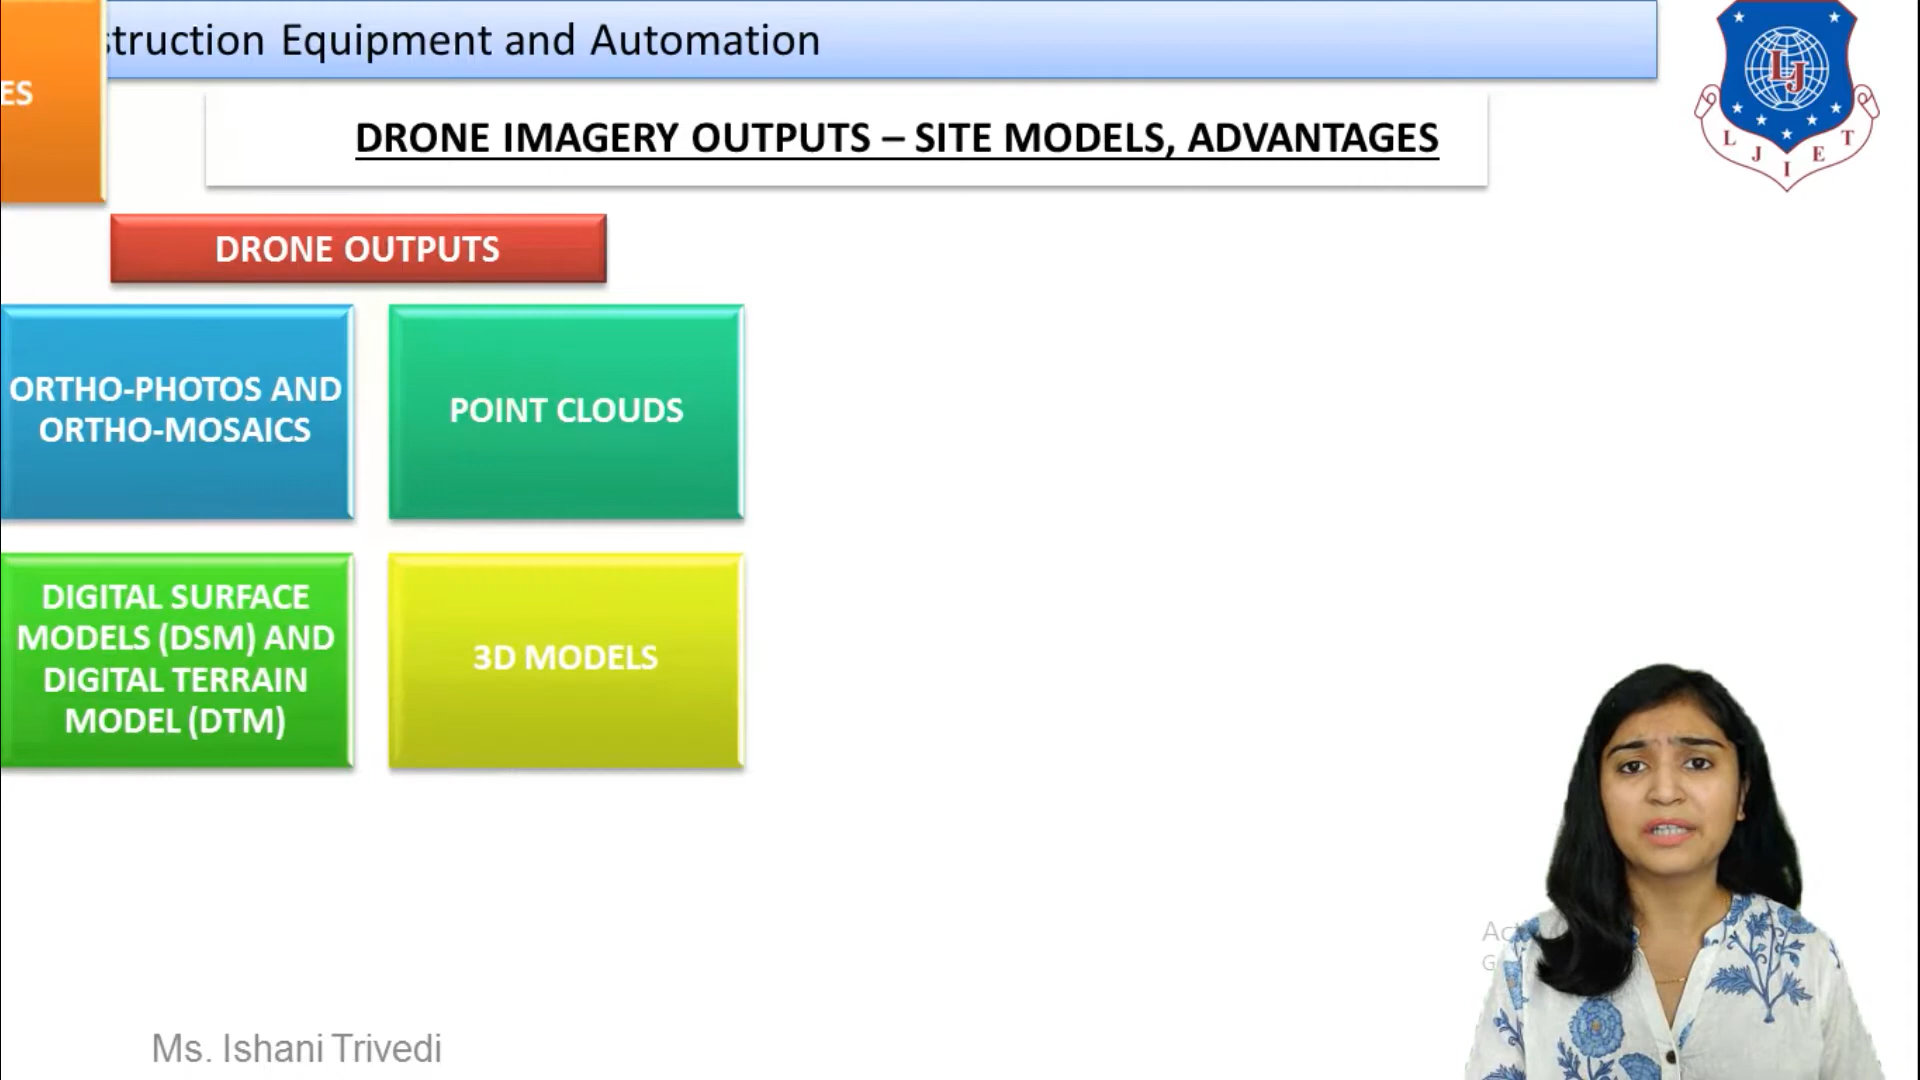 struction Equipment and Automation
ES
DRONE IMAGERY OUTPUTS – SITE MODELS, ADVANTAGES
LJ
L J I E T
DRONE OUTPUTS
ORTHO-PHOTOS AND
ORTHO-MOSAICS
POINT CLOUDS
DIGITAL SURFACE
MODELS (DSM) AND
DIGITAL TERRAIN
MODEL (DTM)
3D MODELS
Ms. Ishani Trivedi